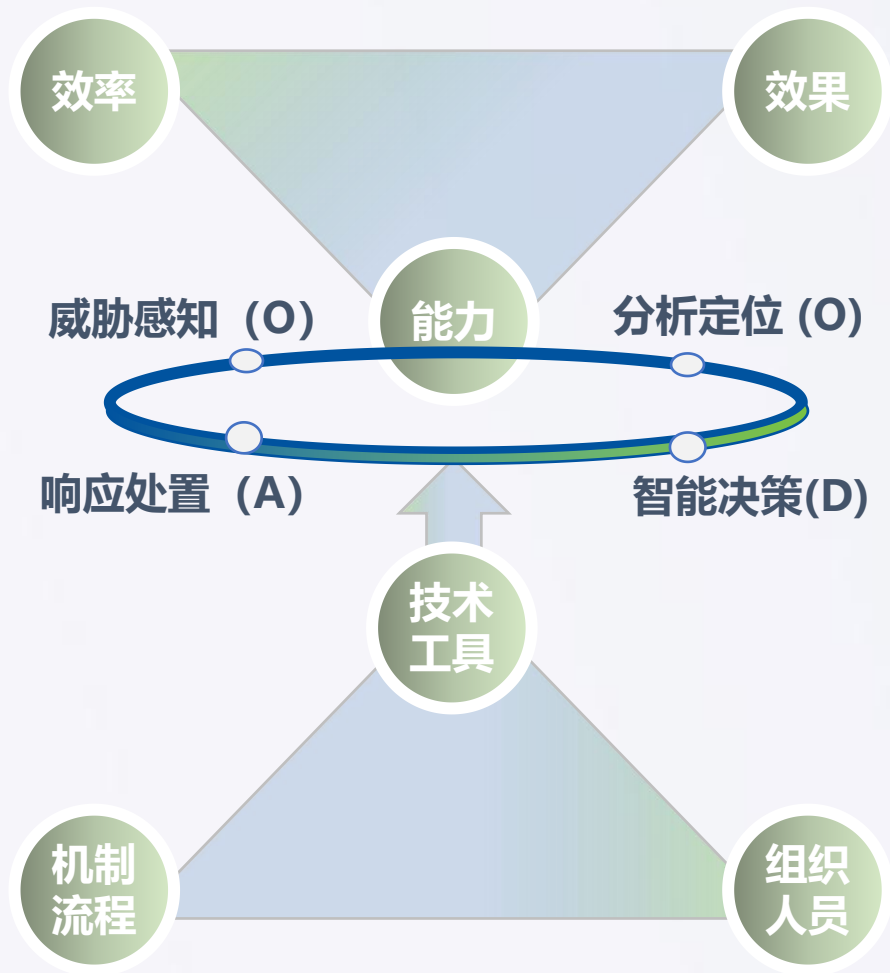 效率
效果
威胁感知（O）
能力
分析定位 (O)
响应处置（A）
智能决策(D)
技术
工具
机制
流程
组织
人员